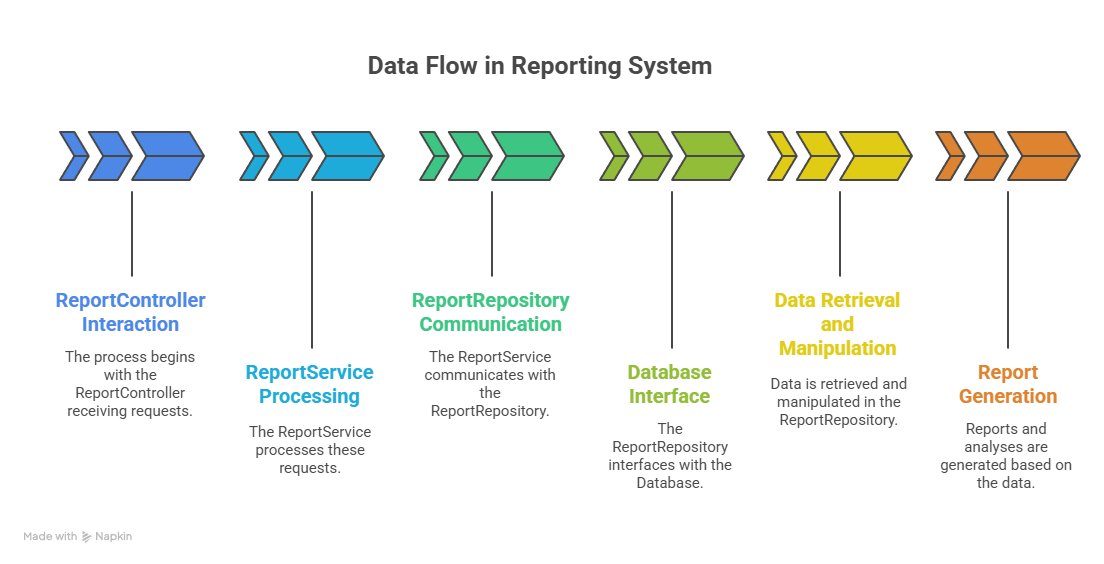 Data Flow in Reporting System
ReportController
Interaction
The process begins
with the
ReportController
receiving requests.
ReportService
Processing
The ReportService
processes these
requests.
ReportRepository
Communication
The ReportService
communicates with
the
ReportRepository.
Database
Interface
The
ReportRepository
interfaces with the
Database.
Data Retrieval
and
Manipulation
Data is retrieved and
manipulated in the
ReportRepository.
Report
Generation
Reports and
analyses are
generated based on
the data.
Made with Napkin